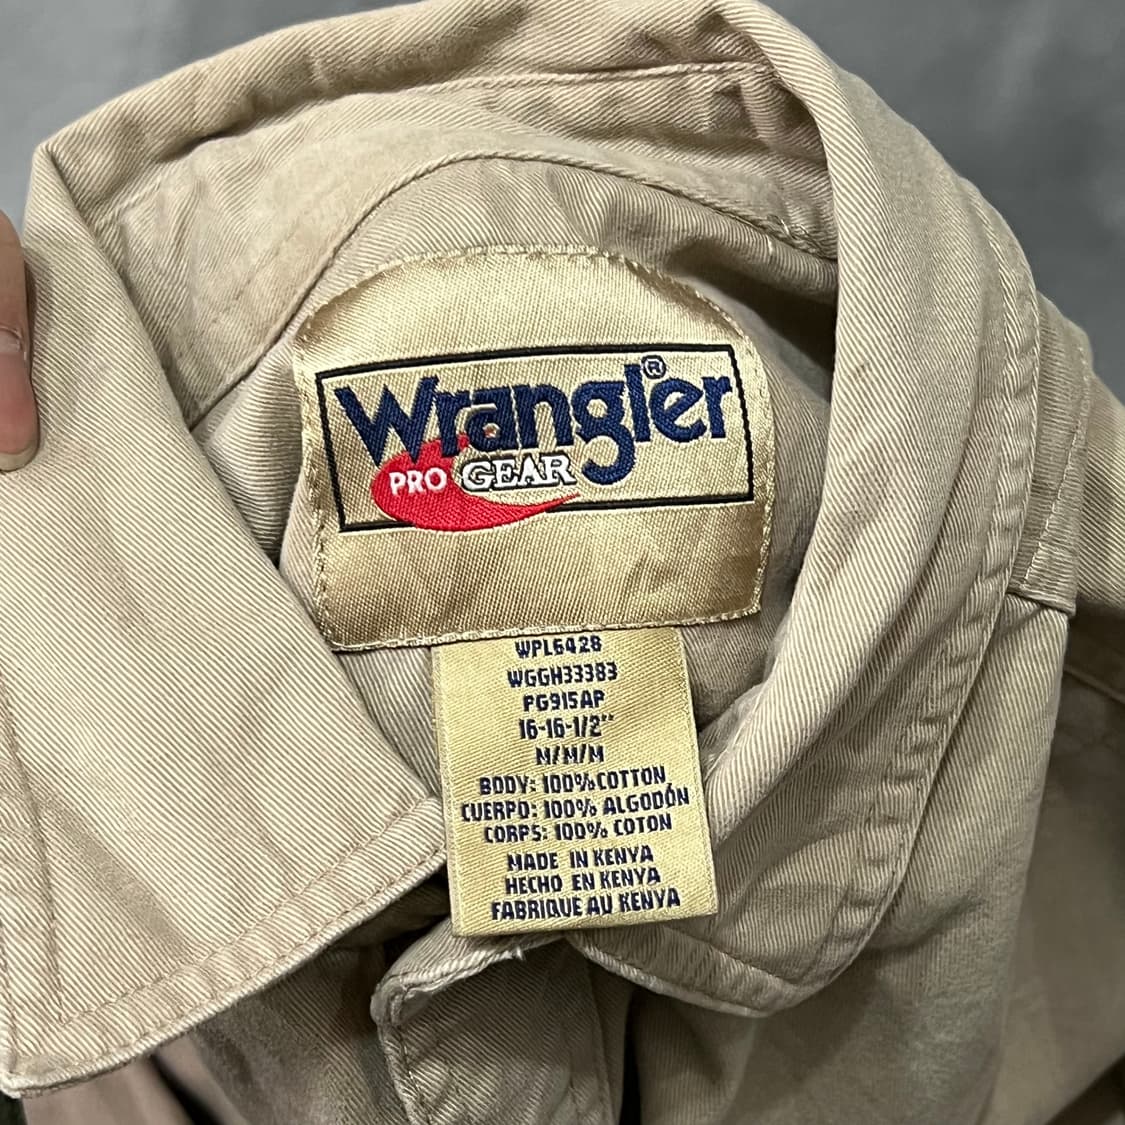 Wrangler®
PRO GEAR
WPL6428
WGGH33383
PG915AP
16-16-1/2"
M/M/M
BODY: 100% COTTON
CUERPO: 100% ALGODÓN
CORPS: 100% COTON
MADE IN KENYA
HECHO EN KENYA
FABRIQUE AU KENYA